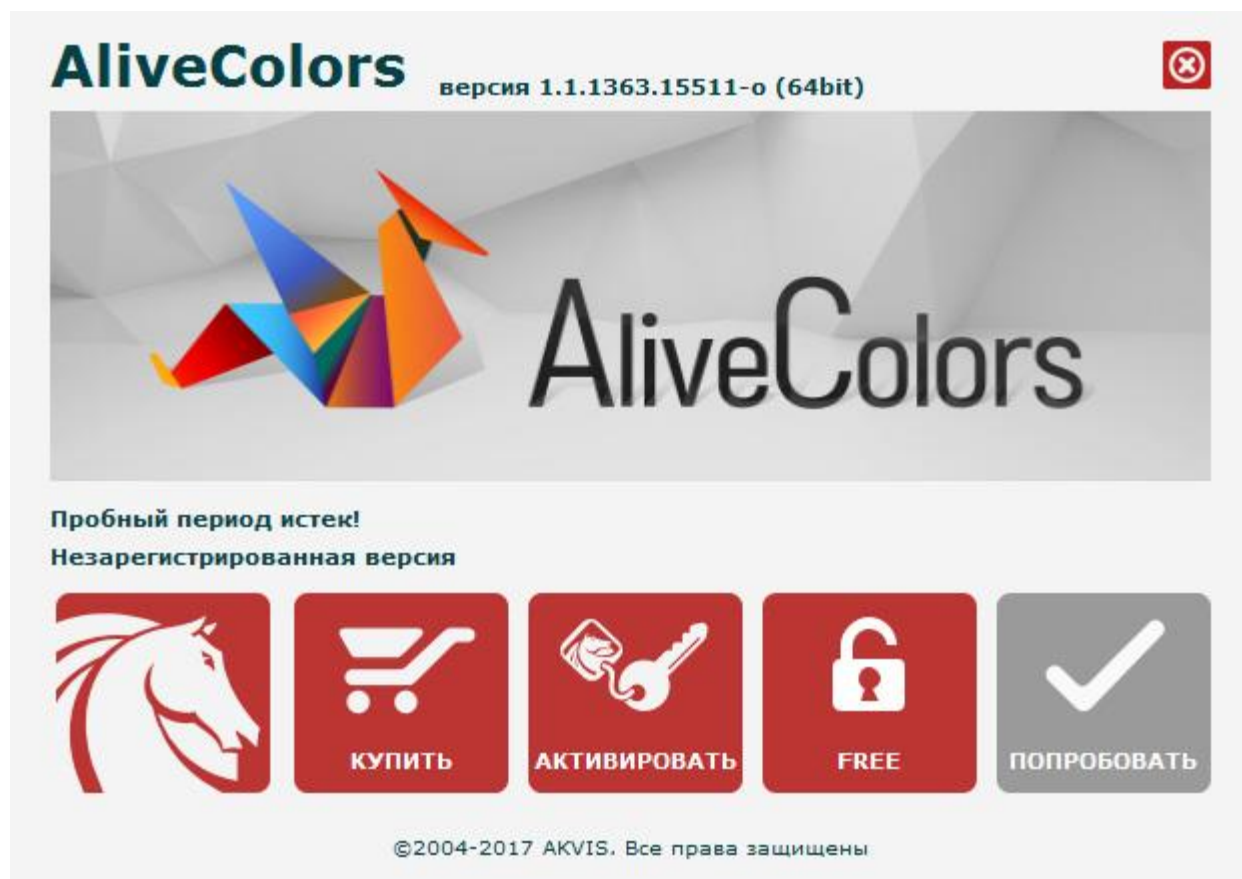 AliveColors версия 1.1.1363.15511-o (64bit)
AliveColors
Пробный период истек!
Незарегистрированная версия
КУПИТЬ АКТИВИРОВАТЬ FREE ПОПРОБОВАТЬ
©2004-2017 AKVIS. Все права защищены